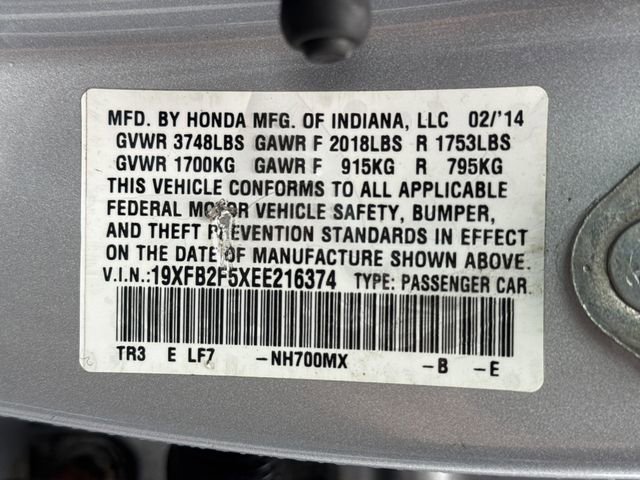 MFD. BY HONDA MFG. OF INDIANA, LLC 02/'14
GVWR 3748LBS GAWR F 2018LBS R 1753LBS
GVWR 1700KG GAWR F 915KG R 795KG
THIS VEHICLE CONFORMS TO ALL APPLICABLE
FEDERAL MOTOR VEHICLE SAFETY, BUMPER,
AND THEFT PREVENTION STANDARDS IN EFFECT
ON THE DATE OF MANUFACTURE SHOWN ABOVE.
V.I.N.:19XFB2F5XEE216374 TYPE: PASSENGER CAR
TR3 E LF7 -NH700MX -B -E